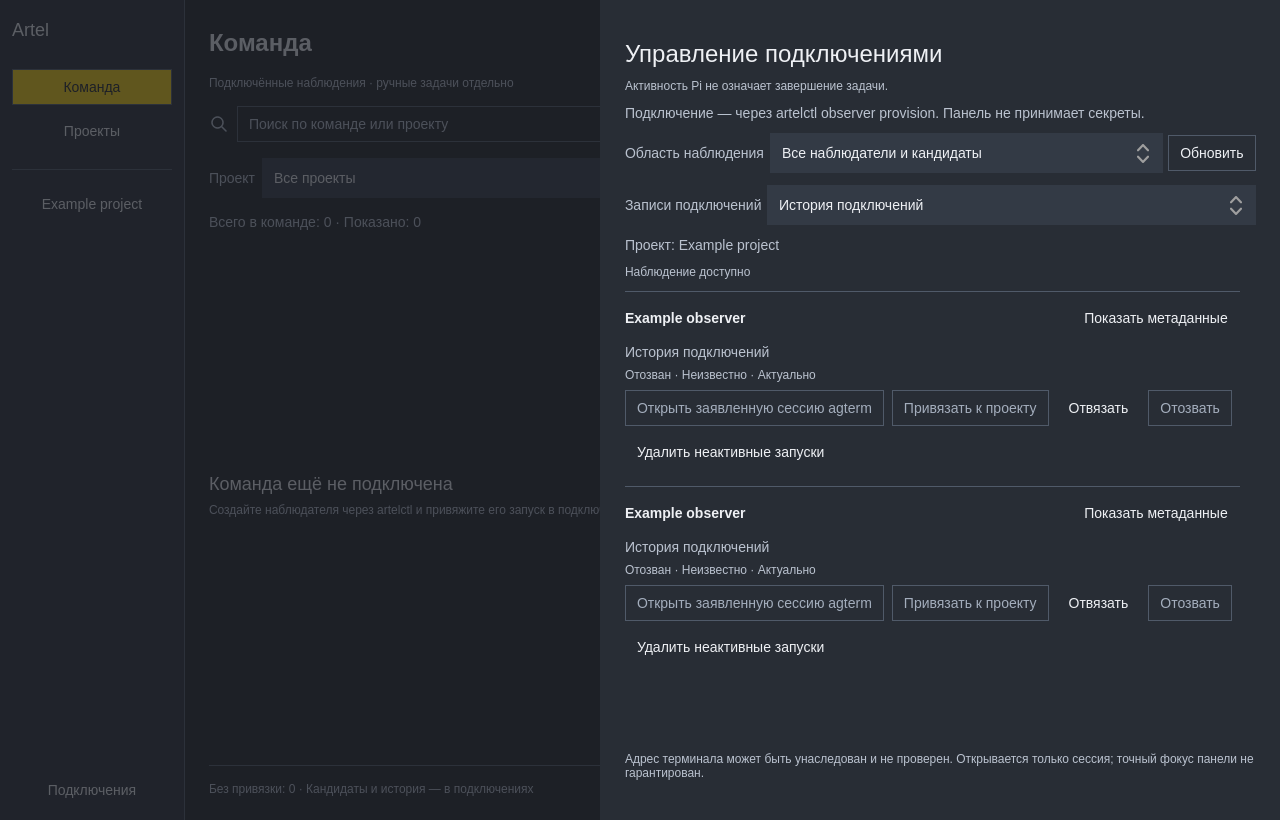 Artel
Команда
Проекты
Example project
Подключения
Команда
Подключённые наблюдения · ручные задачи отдельно
Поиск по команде или проекту
Проект Все проекты
Всего в команде: 0 · Показано: 0
Команда ещё не подключена
Создайте наблюдателя через artelctl и привяжите его запуск в подклю
Без привязки: 0 · Кандидаты и история — в подключениях
Управление подключениями
Активность Pi не означает завершение задачи.
Подключение — через artelctl observer provision. Панель не принимает секреты.
Область наблюдения Все наблюдатели и кандидаты Обновить
Записи подключений История подключений
Проект: Example project
Наблюдение доступно
Example observer Показать метаданные
История подключений
Отозван · Неизвестно · Актуально
Открыть заявленную сессию agterm Привязать к проекту Отвязать Отозвать
Удалить неактивные запуски
Example observer Показать метаданные
История подключений
Отозван · Неизвестно · Актуально
Открыть заявленную сессию agterm Привязать к проекту Отвязать Отозвать
Удалить неактивные запуски
Адрес терминала может быть унаследован и не проверен. Открывается только сессия; точный фокус панели не
гарантирован.